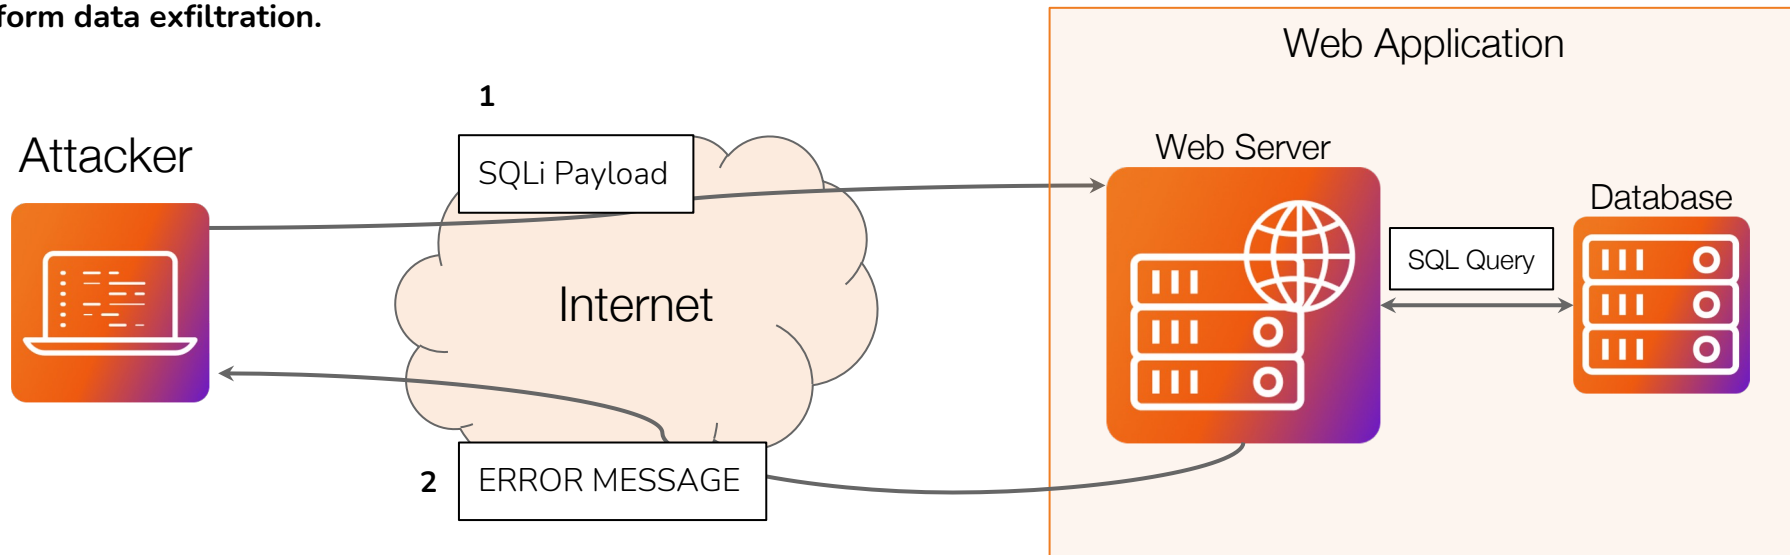 form data exfiltration.
Web Application
1
Attacker
SQLi Payload
Web Server
Database
SQL Query
Internet
2
ERROR MESSAGE